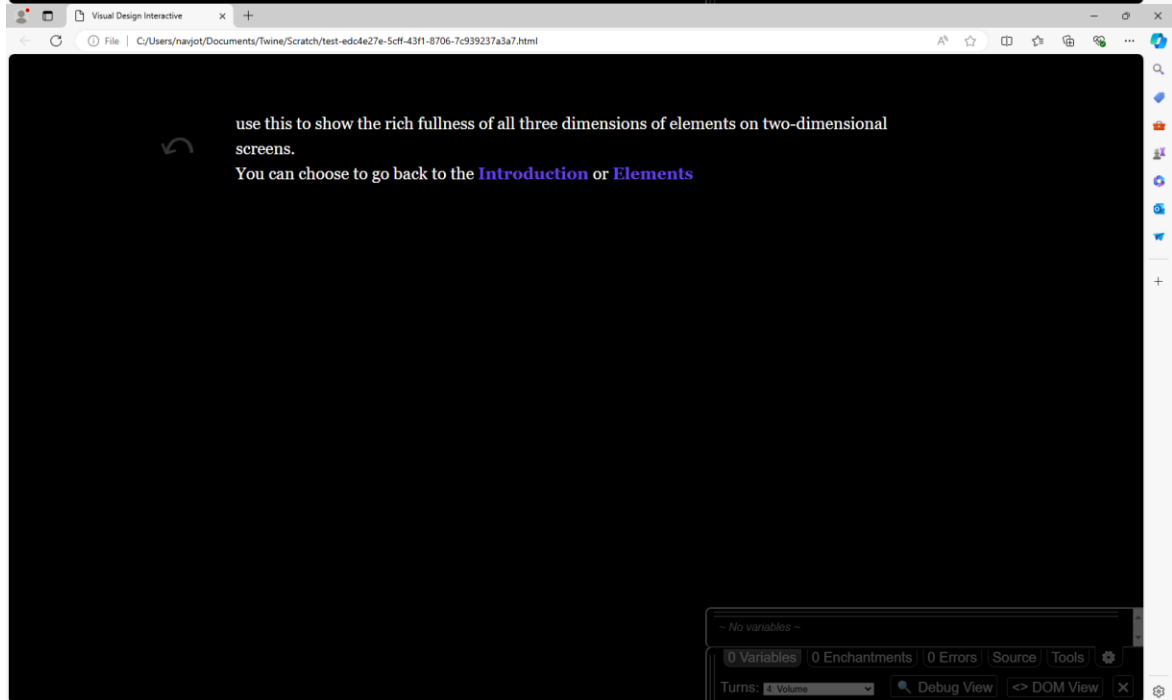 Visual Design Interactive
File
C:/Users/navjot/Documents/Twine/Scratch/test-edc4e27e-5cff-43f1-8706-7c939237a3a7.html
use this to show the rich fullness of all three dimensions of elements on two-dimensional
screens.
You can choose to go back to the Introduction or Elements
~ No variables ~
0 Variables 0 Enchantments 0 Errors Source Tools
Turns: 4: Volume Debug View <> DOM View